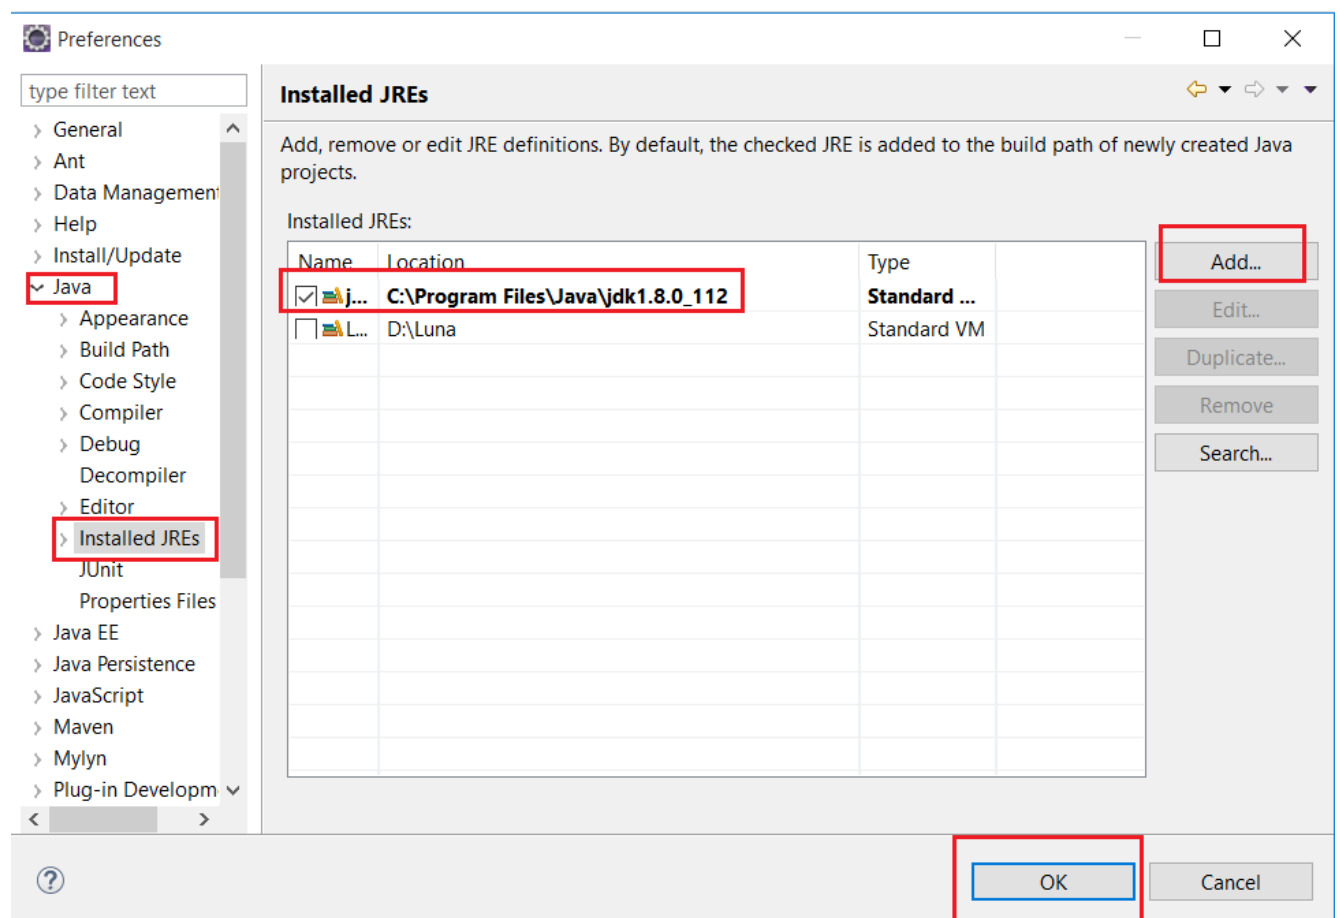 Preferences
type filter text
General
Ant
Data Management
Help
Install/Update
Java
Appearance
Build Path
Code Style
Compiler
Debug
Decompiler
Editor
Installed JREs
JUnit
Properties Files
Java EE
Java Persistence
JavaScript
Maven
Mylyn
Plug-in Developm
Installed JREs
Add, remove or edit JRE definitions. By default, the checked JRE is added to the build path of newly created Java
projects.
Installed JREs:
Name Location Type
j... C:\Program Files\Java\jdk1.8.0_112 Standard ...
L... D:\Luna Standard VM
Add...
Edit...
Duplicate...
Remove
Search...
?
OK Cancel